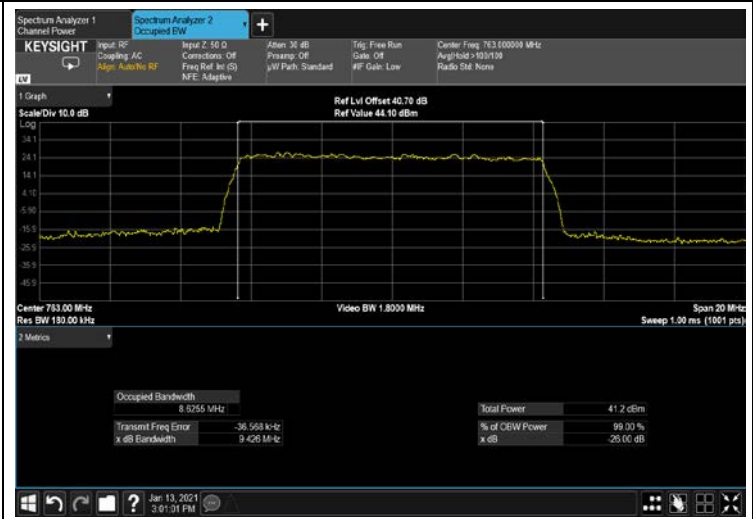 Spectrum Analyzer 1
Channel Power
Spectrum Analyzer 2
Occupied BW
+
KEYSIGHT
LV
Input: RF
Coupling: AC
Align: Auto/No RF
Input Z: 50 Ω
Corrections: Off
Freq Ref: Int (S)
NFE: Adaptive
Atten: 30 dB
Preamp: Off
µW Path: Standard
Trig: Free Run
Gate: Off
#IF Gain: Low
Center Freq: 763.000000 MHz
Avg|Hold:>100/100
Radio Std: None
1 Graph
Scale/Div 10.0 dB
Ref Lvl Offset 40.70 dB
Ref Value 44.10 dBm
Log
34.1
24.1
14.1
4.10
-5.90
-15.9
-25.9
-35.9
-45.9
Center 763.00 MHz
Res BW 180.00 kHz
Video BW 1.8000 MHz
Span 20 MHz
Sweep 1.00 ms (1001 pts)
2 Metrics
Occupied Bandwidth
8.6255 MHz
Transmit Freq Error -36.568 kHz
x dB Bandwidth 9.426 MHz
Total Power 41.2 dBm
% of OBW Power 99.00 %
x dB -26.00 dB
?
Jan 13, 2021
3:01:01 PM